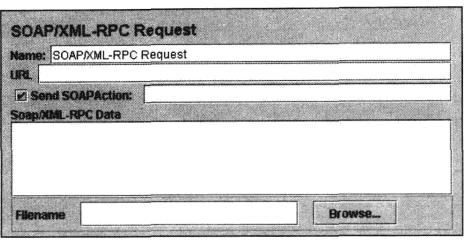 SOAP/XML-RPC Request
Name: SOAP/XML-RPC Request
URL
Send SOAPAction:
Soap/XML-RPC Data
Filename Browse...